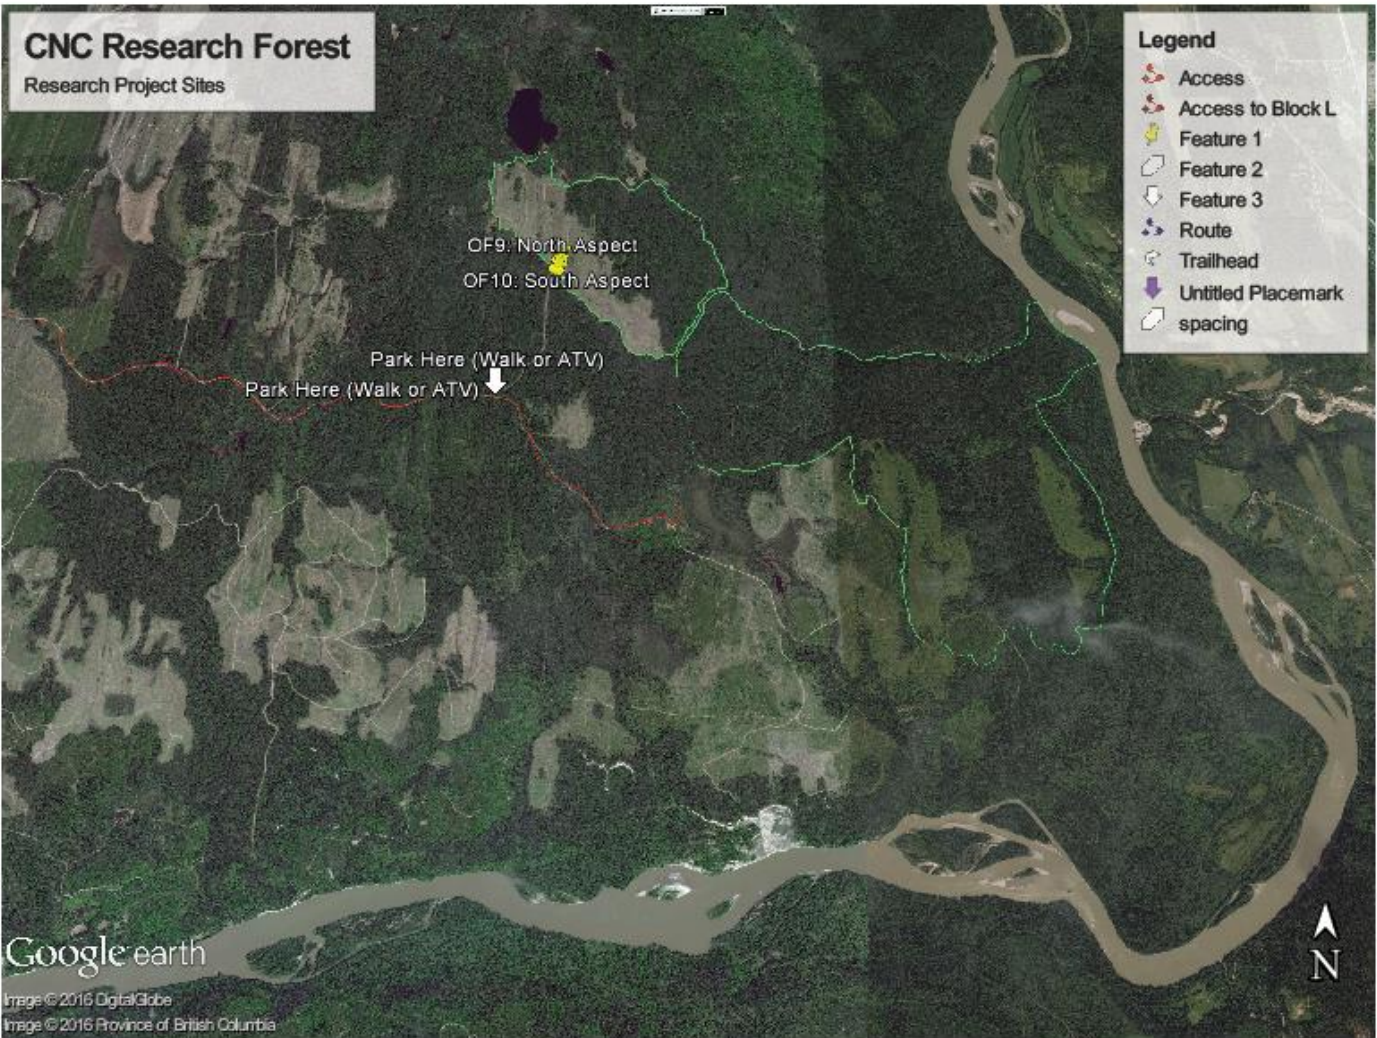 CNC Research Forest
Research Project Sites
Legend
Access
Access to Block L
Feature 1
Feature 2
Feature 3
Route
Trailhead
Untitled Placemark
spacing
OF9: North Aspect
OF10: South Aspect
Park Here (Walk or ATV)
Park Here (Walk or ATV)
Google earth
N
Image © 2016 DigitalGlobe
Image © 2016 Province of British Columbia